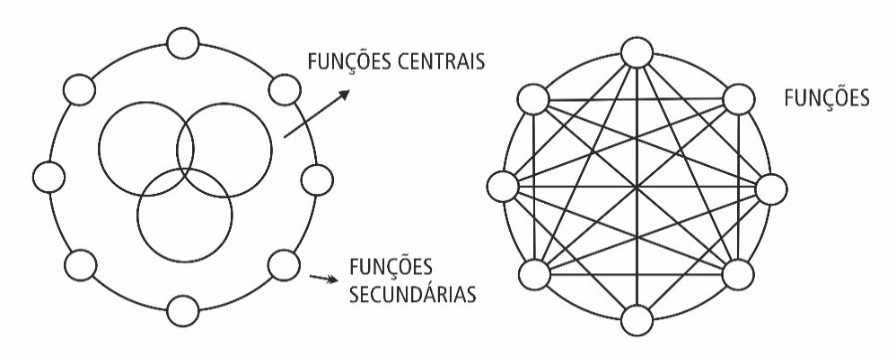 FUNÇÕES CENTRAIS
FUNÇÕES
SECUNDÁRIAS
FUNÇÕES